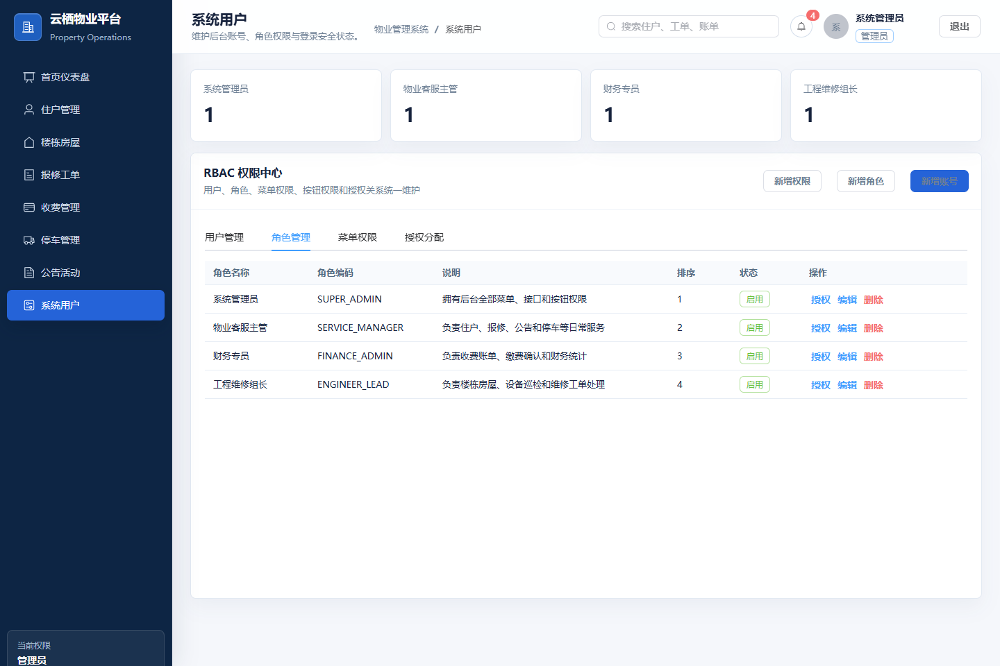 云栖物业平台
Property Operations
首页仪表盘
住户管理
楼栋房屋
报修工单
收费管理
停车管理
公告活动
系统用户
当前权限
管理员
系统用户
维护后台账号、角色权限与登录安全状态。
物业管理系统 / 系统用户
搜索住户、工单、账单
4
系
系统管理员
管理员
退出
系统管理员
1
物业客服主管
1
财务专员
1
工程维修组长
1
RBAC 权限中心
用户、角色、菜单权限、按钮权限和授权关系统一维护
新增权限
新增角色
新增账号
用户管理 角色管理 菜单权限 授权分配
角色名称 角色编码 说明 排序 状态 操作
系统管理员 SUPER_ADMIN 拥有后台全部菜单、接口和按钮权限 1 启用 授权 编辑 删除
物业客服主管 SERVICE_MANAGER 负责住户、报修、公告和停车等日常服务 2 启用 授权 编辑 删除
财务专员 FINANCE_ADMIN 负责收费账单、缴费确认和财务统计 3 启用 授权 编辑 删除
工程维修组长 ENGINEER_LEAD 负责楼栋房屋、设备巡检和维修工单处理 4 启用 授权 编辑 删除